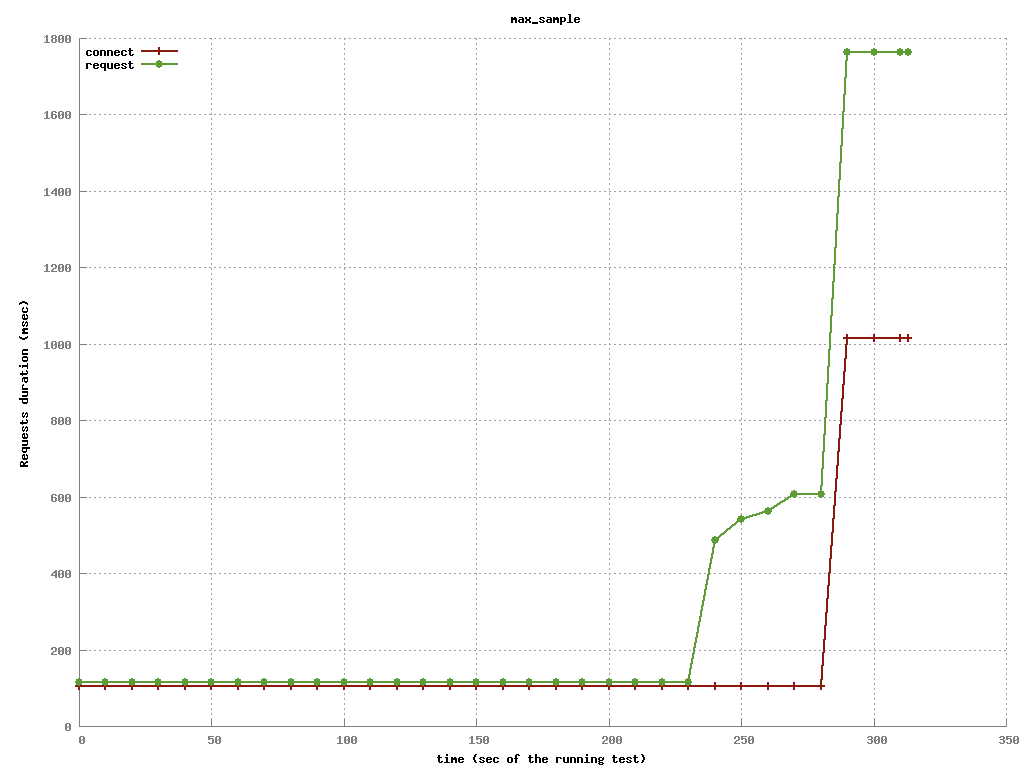 max_sample
connect
request
1800
1600
1400
1200
1000
800
600
400
200
0
Requests duration (msec)
0 50 100 150 200 250 300 350
time (sec of the running test)